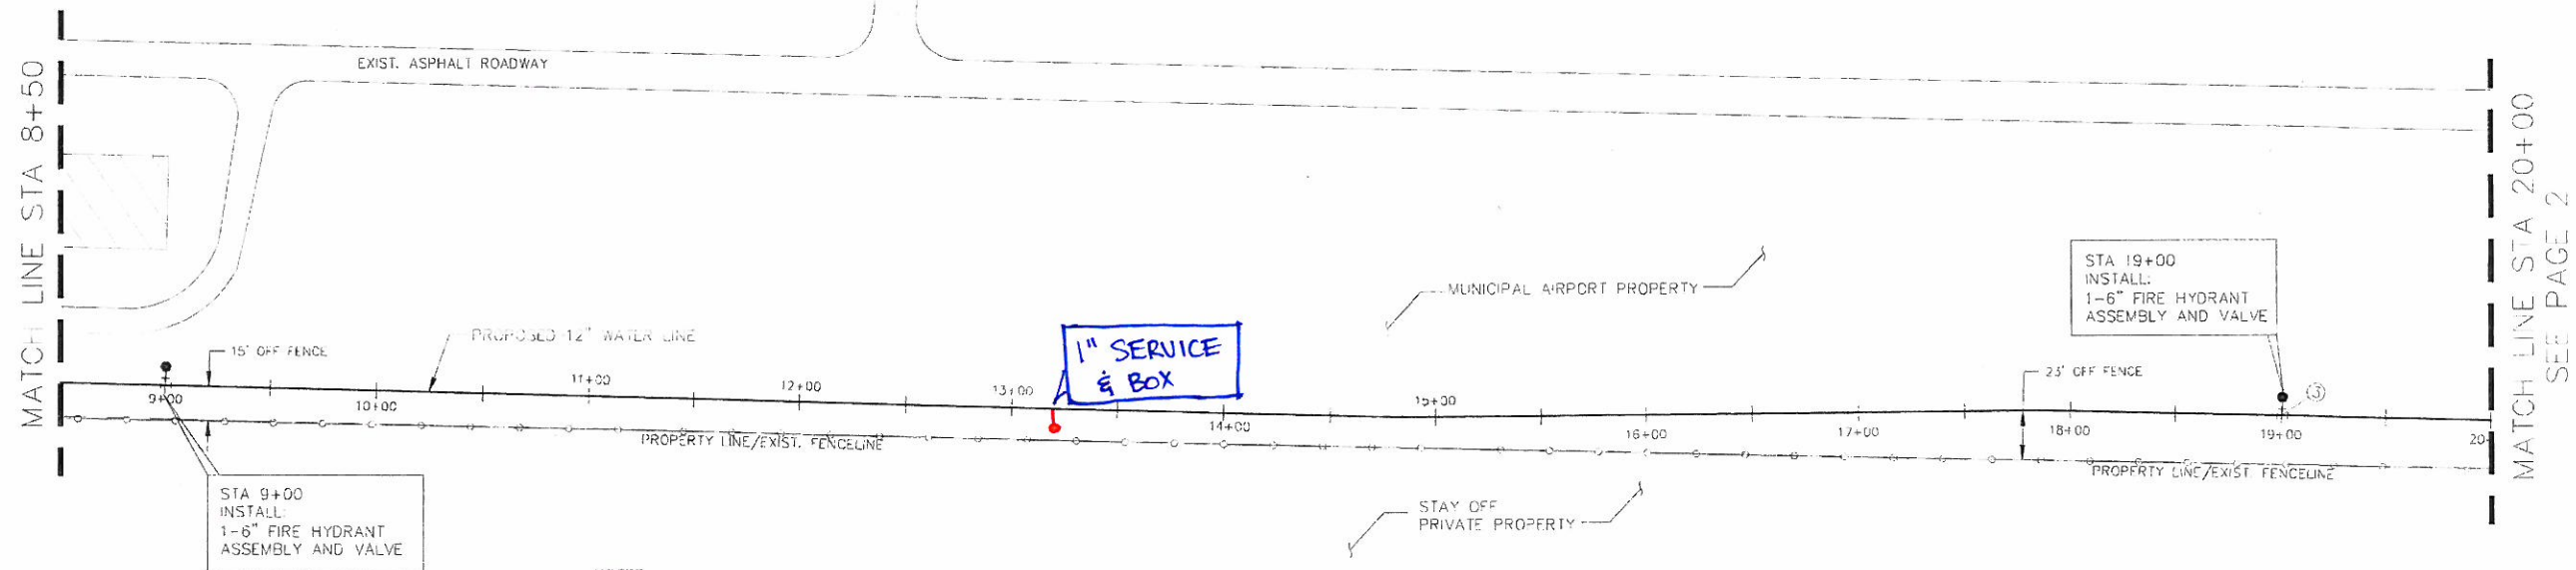 MATCH LINE STA 8+50
EXIST. ASPHALT ROADWAY
MATCH LINE STA 20+00
SEE PAGE 2
STA 19+00
INSTALL:
1-6" FIRE HYDRANT
ASSEMBLY AND VALVE
MUNICIPAL AIRPORT PROPERTY
PROPOSED 12" WATER LINE
15' OFF FENCE
1" SERVICE
& BOX
23' OFF FENCE
3
9+00
10+00
11+00
12+00
13+00
14+00
15+00
16+00
17+00
18+00
19+00
20
PROPERTY LINE/EXIST. FENCELINE
PROPERTY LINE/EXIST. FENCELINE
STA 9+00
INSTALL:
1-6" FIRE HYDRANT
ASSEMBLY AND VALVE
STAY OFF
PRIVATE PROPERTY